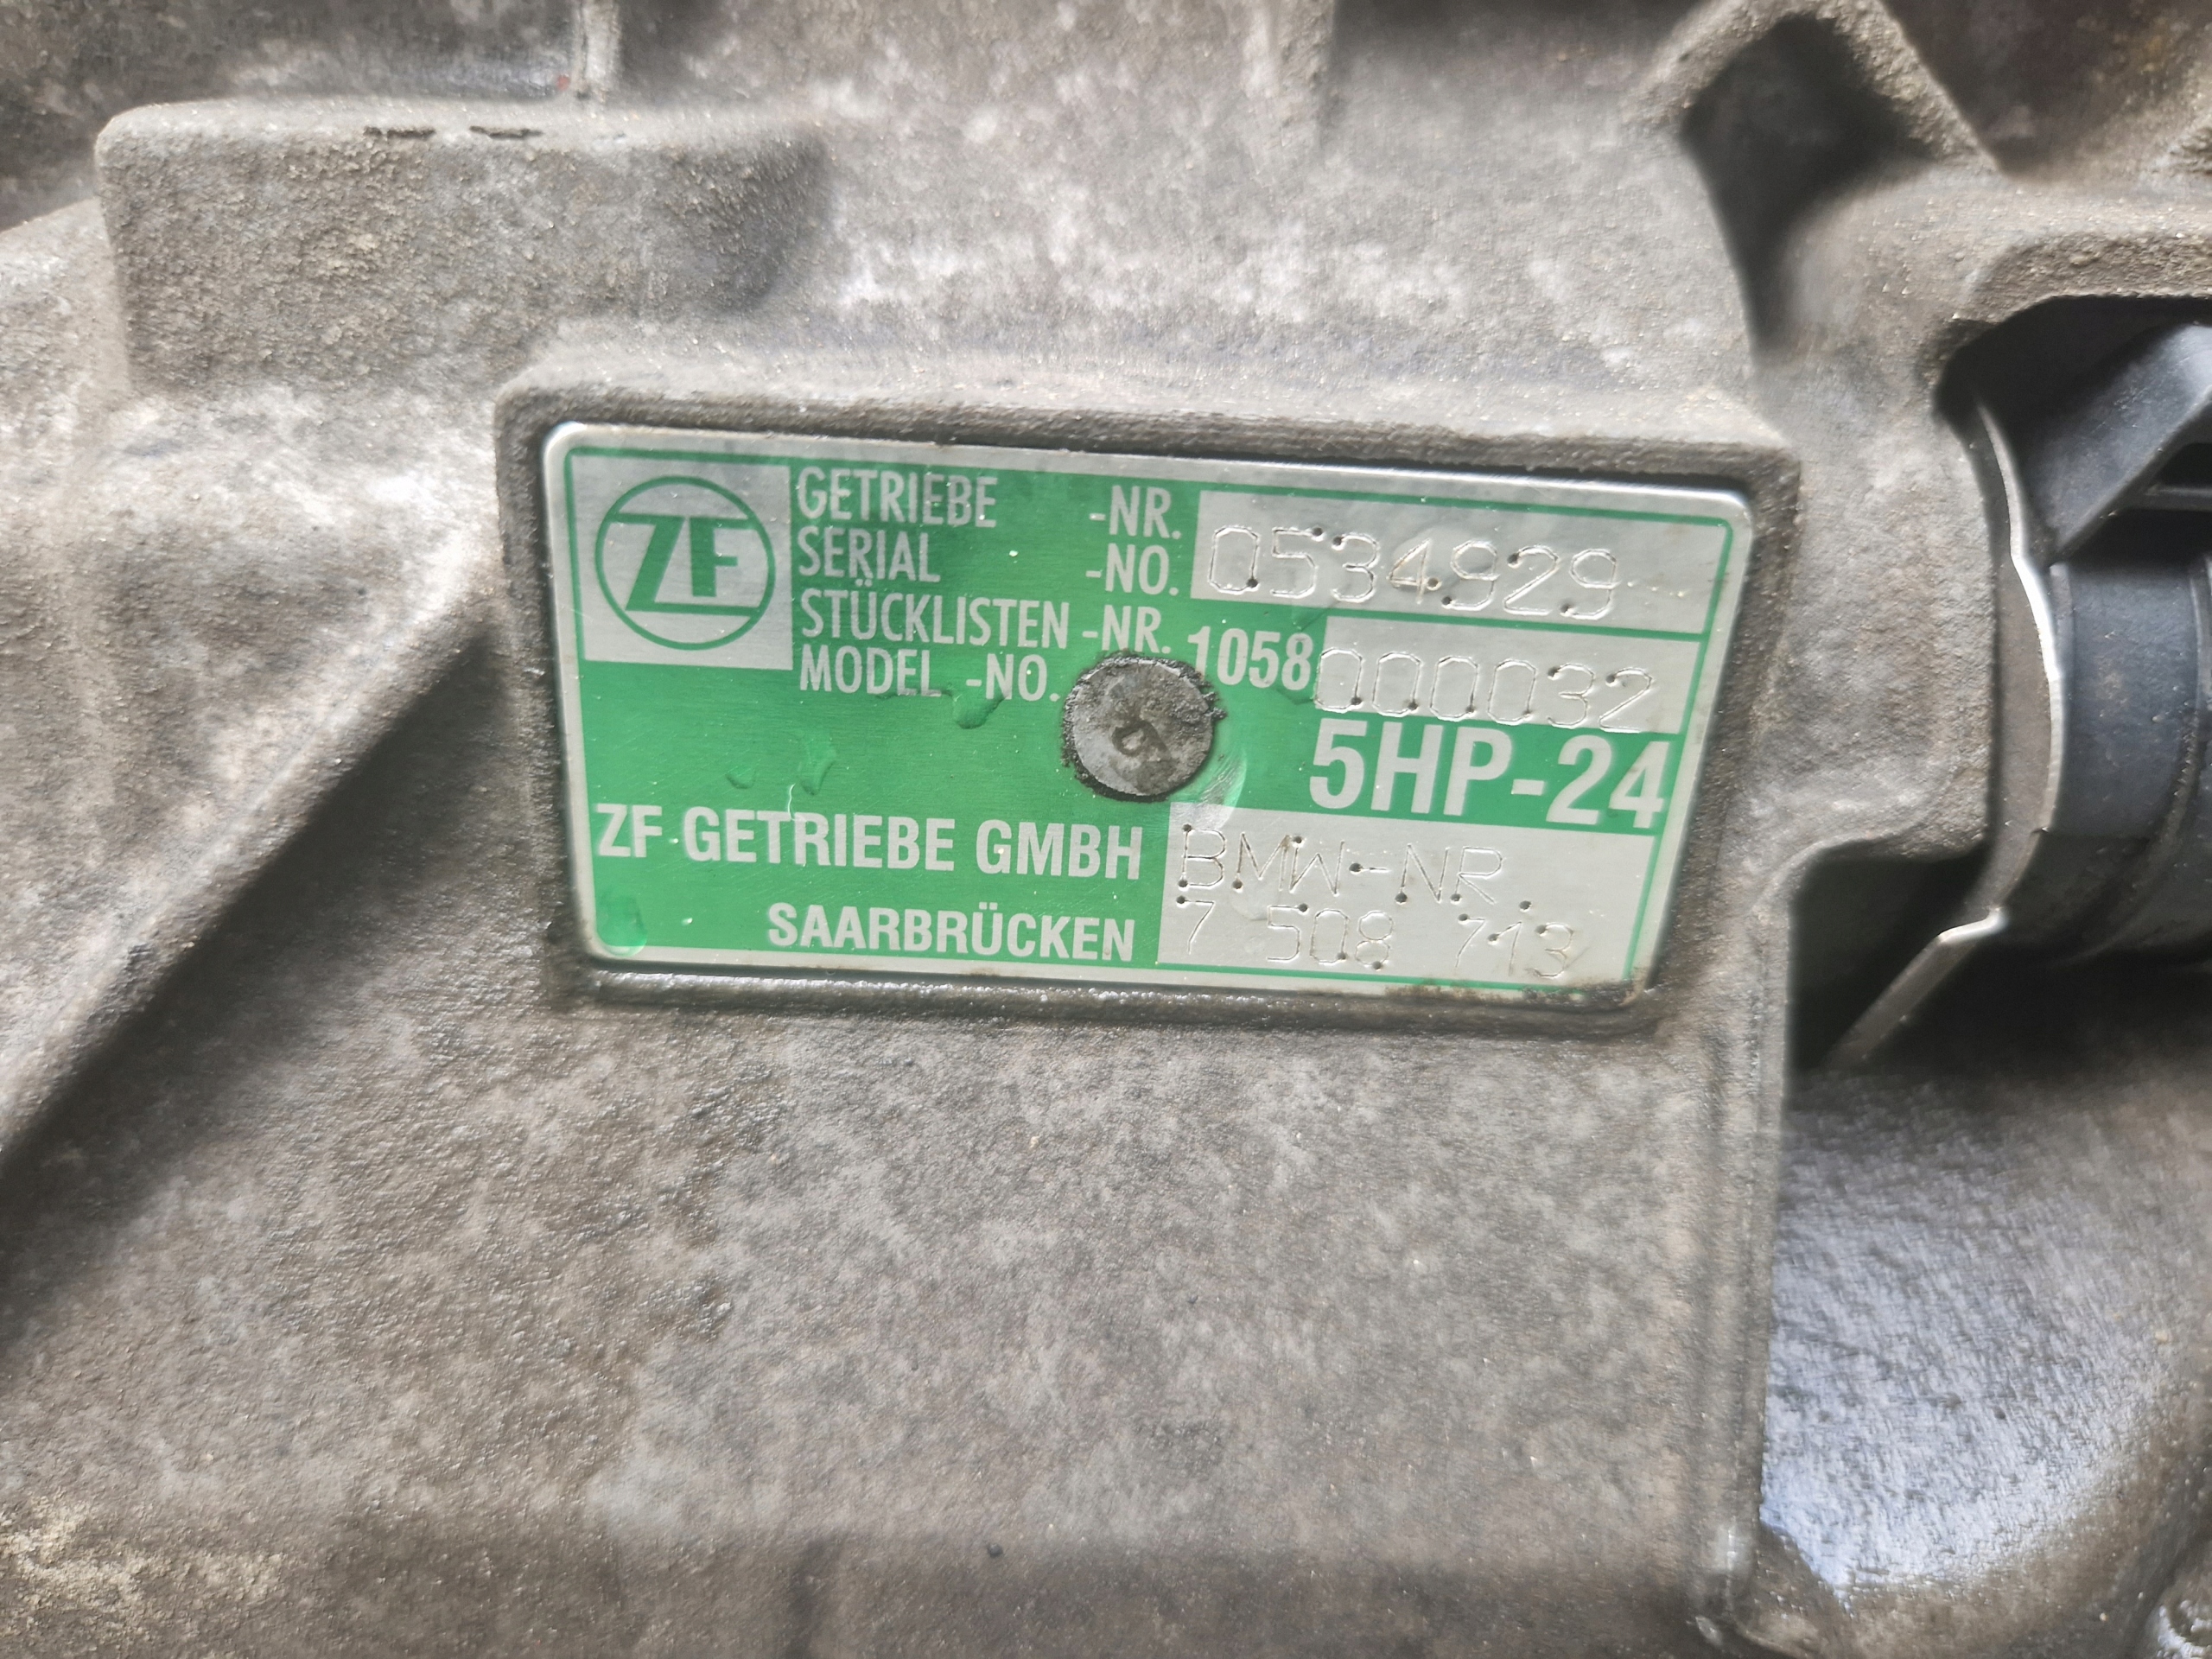 ZF
GETRIEBE -NR.
SERIAL -NO. 0534929
STÜCKLISTEN -NR.
MODEL -NO. 1058 000032
5HP-24
ZF GETRIEBE GMBH
SAARBRÜCKEN
BMW-NR.
7 508 713